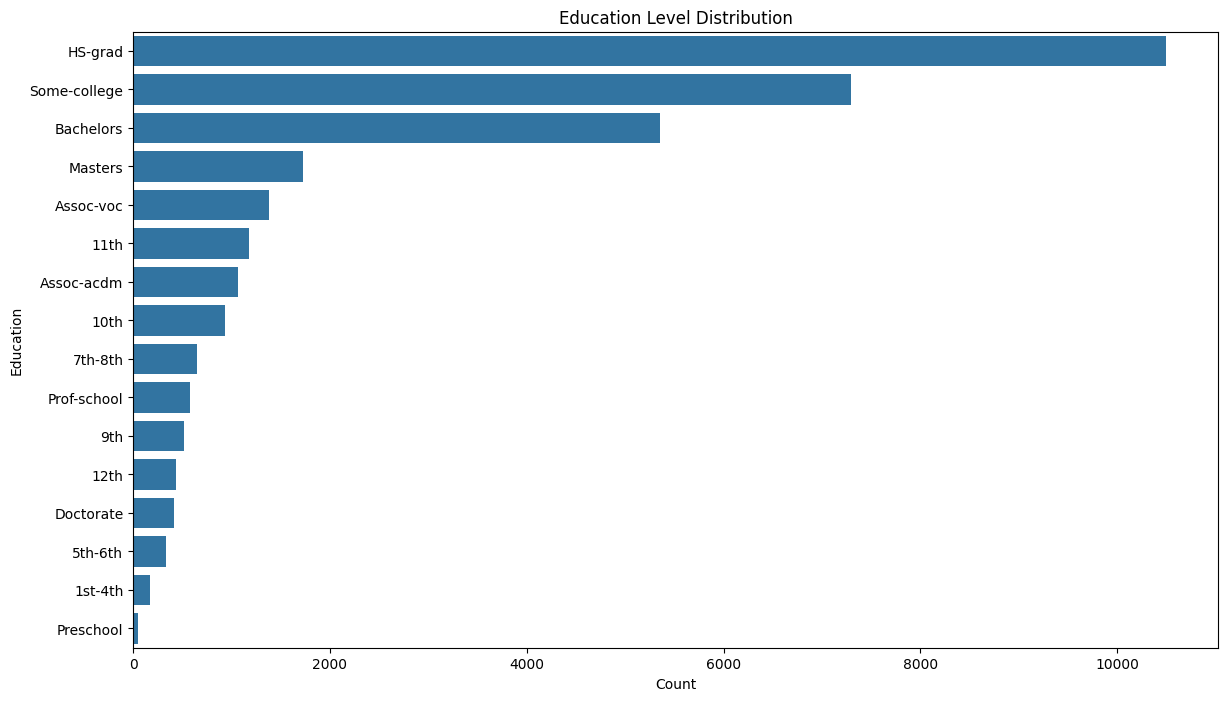 Education Level Distribution
Education
HS-grad
Some-college
Bachelors
Masters
Assoc-voc
11th
Assoc-acdm
10th
7th-8th
Prof-school
9th
12th
Doctorate
5th-6th
1st-4th
Preschool
0 2000 4000 6000 8000 10000
Count